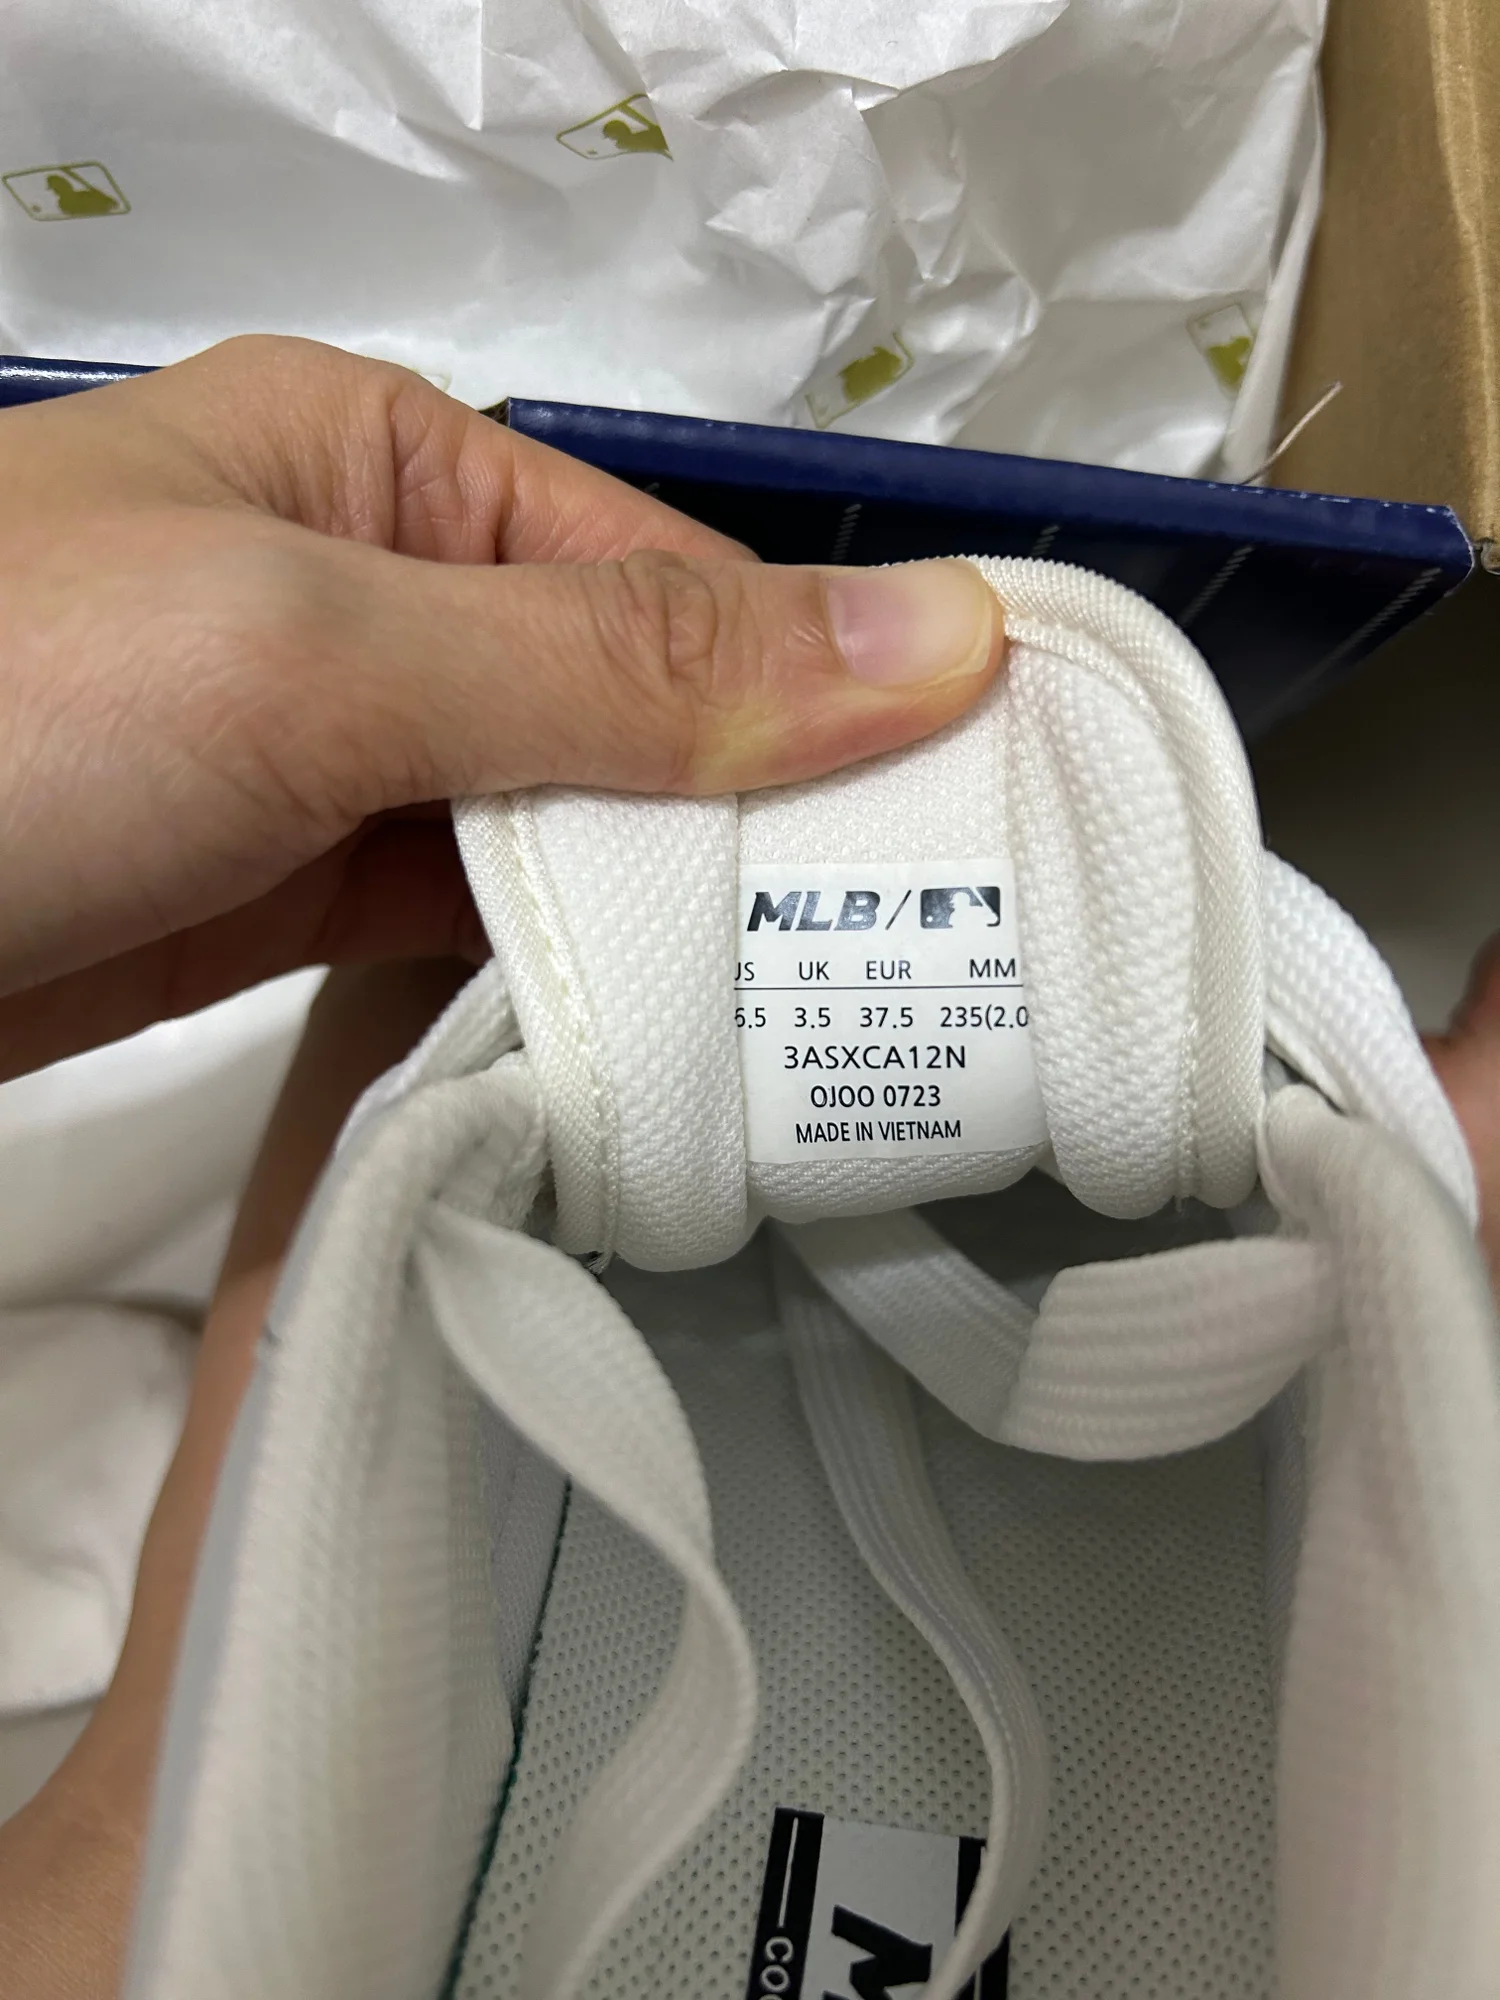 MLB/
UK EUR MM
6.5 3.5 37.5 235(2.0
3ASXCA12N
OJOO 0723
MADE IN VIETNAM